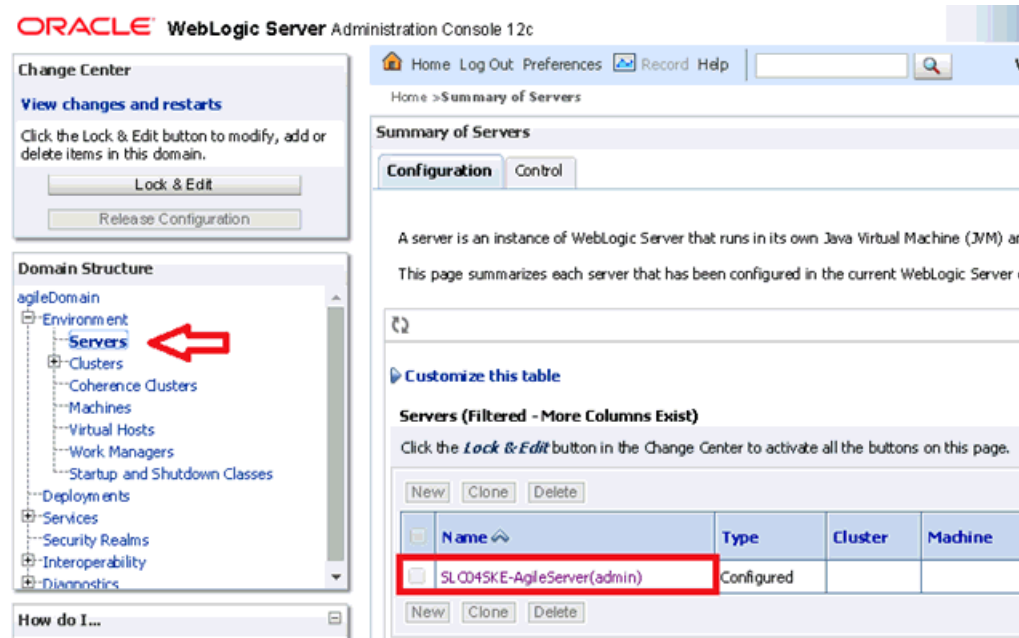 ORACLE WebLogic Server Administration Console 12c
Change Center
View changes and restarts
Click the Lock & Edit button to modify, add or
delete items in this domain.
Lock & Edit
Release Configuration
Domain Structure
agileDomain
Environment
Servers
Clusters
Coherence Clusters
Machines
Virtual Hosts
Work Managers
Startup and Shutdown Classes
Deployments
Services
Security Realms
Interoperability
Diagnostics
How do I...
Home Log Out Preferences Record Help
Home >Summary of Servers
Summary of Servers
Configuration Control
A server is an instance of WebLogic Server that runs in its own Java Virtual Machine (JVM) an
This page summarizes each server that has been configured in the current WebLogic Server
Customize this table
Servers (Filtered - More Columns Exist)
Click the Lock & Edit button in the Change Center to activate all the buttons on this page.
New Clone Delete
Name Type Cluster Machine
SLC04SKE-AgileServer(admin) Configured
New Clone Delete